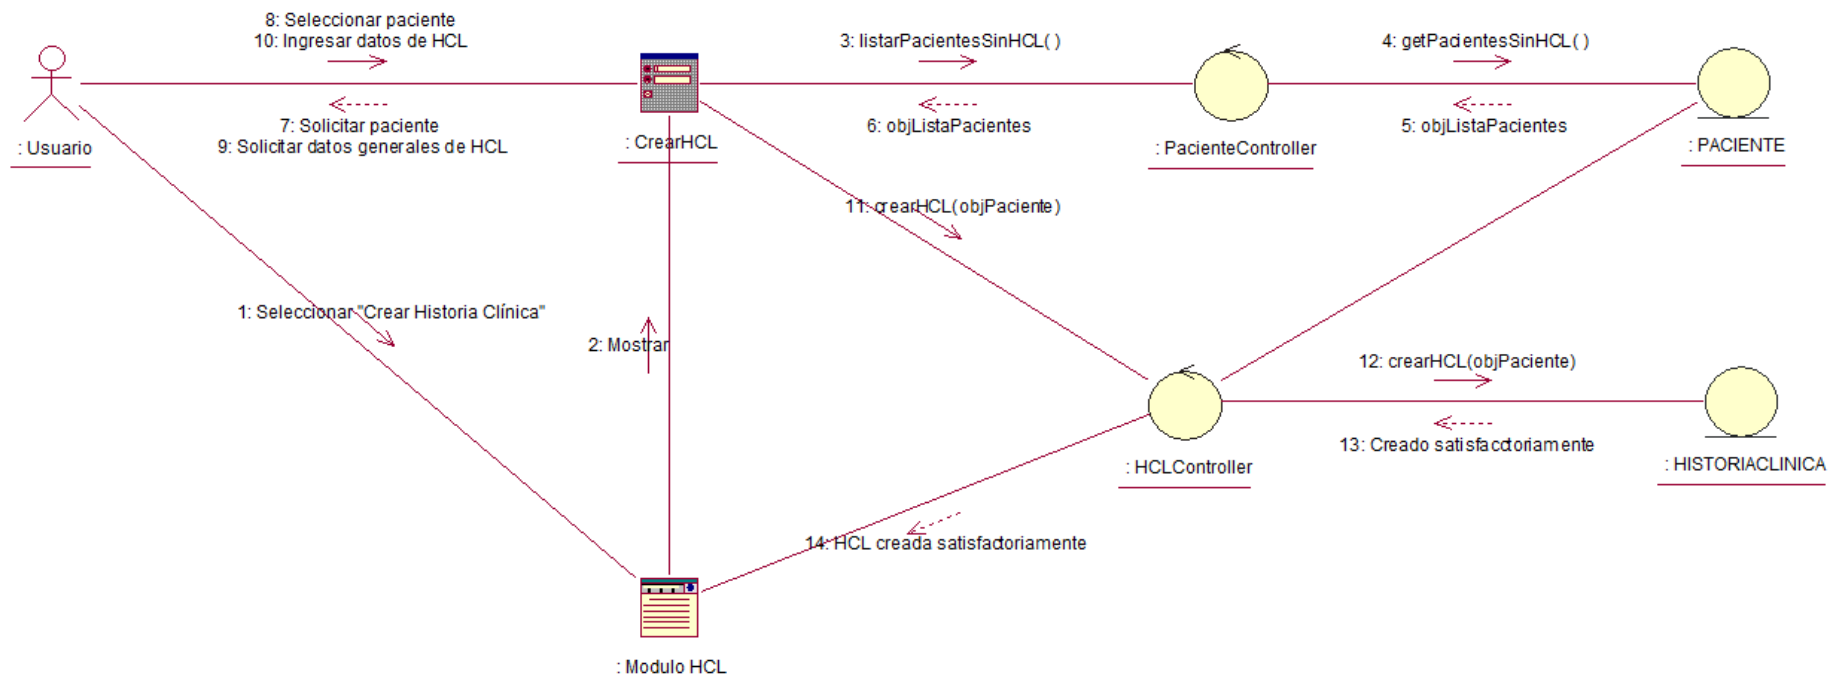 8: Seleccionar paciente
10: Ingresar datos de HCL
3: listarPacientesSinHCL( )
4: getPacientesSinHCL( )
7: Solicitar paciente
9: Solicitar datos generales de HCL
6: objListaPacientes
5: objListaPacientes
: Usuario
: CrearHCL
: PacienteController
: PACIENTE
11: crearHCL(objPaciente)
1: Seleccionar "Crear Historia Clínica"
2: Mostrar
12: crearHCL(objPaciente)
13: Creado satisfacctoriamente
: HCLController
: HISTORIACLINICA
14: HCL creada satisfactoriamente
: Modulo HCL